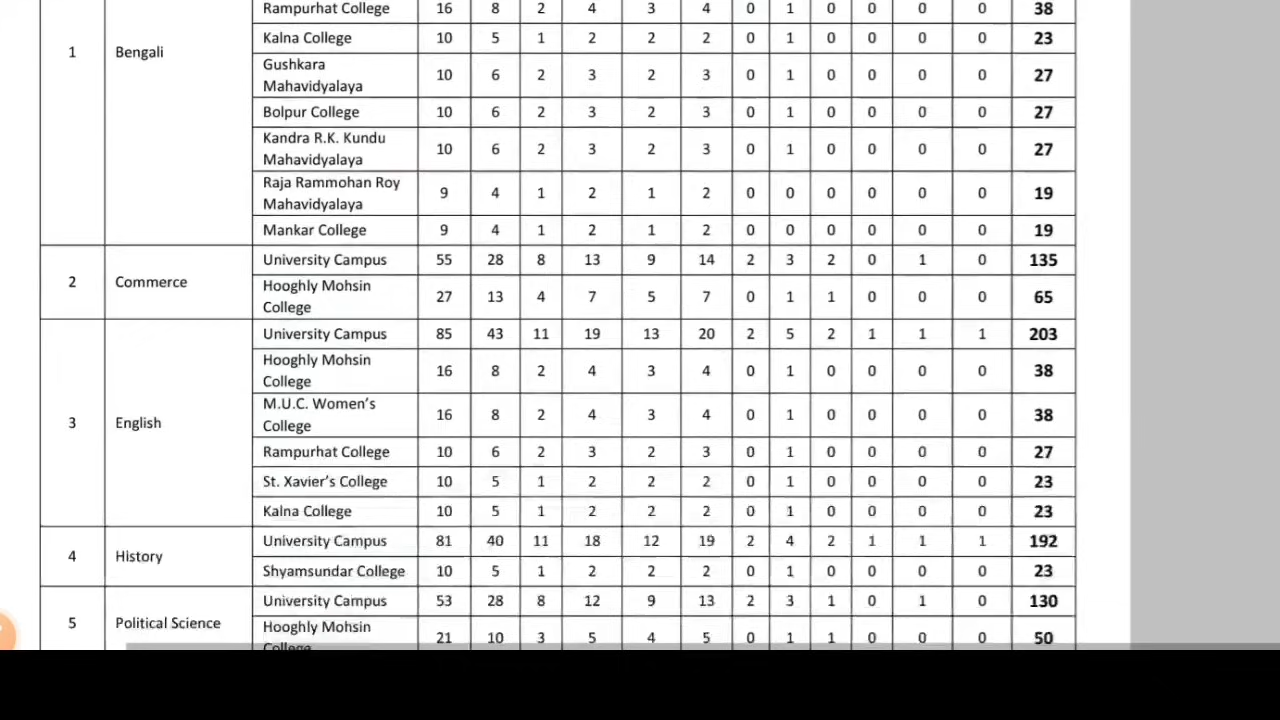 Rampurhat College 16 8 2 4 3 4 0 1 0 0 0 0 38
1 Bengali
Kalna College 10 5 1 2 2 2 0 1 0 0 0 0 23
Gushkara
Mahavidyalaya 10 6 2 3 2 3 0 1 0 0 0 0 27
Bolpur College 10 6 2 3 2 3 0 1 0 0 0 0 27
Kandra R.K. Kundu
Mahavidyalaya 10 6 2 3 2 3 0 1 0 0 0 0 27
Raja Rammohan Roy
Mahavidyalaya 9 4 1 2 1 2 0 0 0 0 0 0 19
Mankar College 9 4 1 2 1 2 0 0 0 0 0 0 19
2 Commerce
University Campus 55 28 8 13 9 14 2 3 2 0 1 0 135
Hooghly Mohsin
College 27 13 4 7 5 7 0 1 1 0 0 0 65
3 English
University Campus 85 43 11 19 13 20 2 5 2 1 1 1 203
Hooghly Mohsin
College 16 8 2 4 3 4 0 1 0 0 0 0 38
M.U.C. Women's
College 16 8 2 4 3 4 0 1 0 0 0 0 38
Rampurhat College 10 6 2 3 2 3 0 1 0 0 0 0 27
St. Xavier's College 10 5 1 2 2 2 0 1 0 0 0 0 23
Kalna College 10 5 1 2 2 2 0 1 0 0 0 0 23
4 History
University Campus 81 40 11 18 12 19 2 4 2 1 1 1 192
Shyamsundar College 10 5 1 2 2 2 0 1 0 0 0 0 23
5 Political Science
University Campus 53 28 8 12 9 13 2 3 1 0 1 0 130
Hooghly Mohsin
College 21 10 3 5 4 5 0 1 1 0 0 0 50